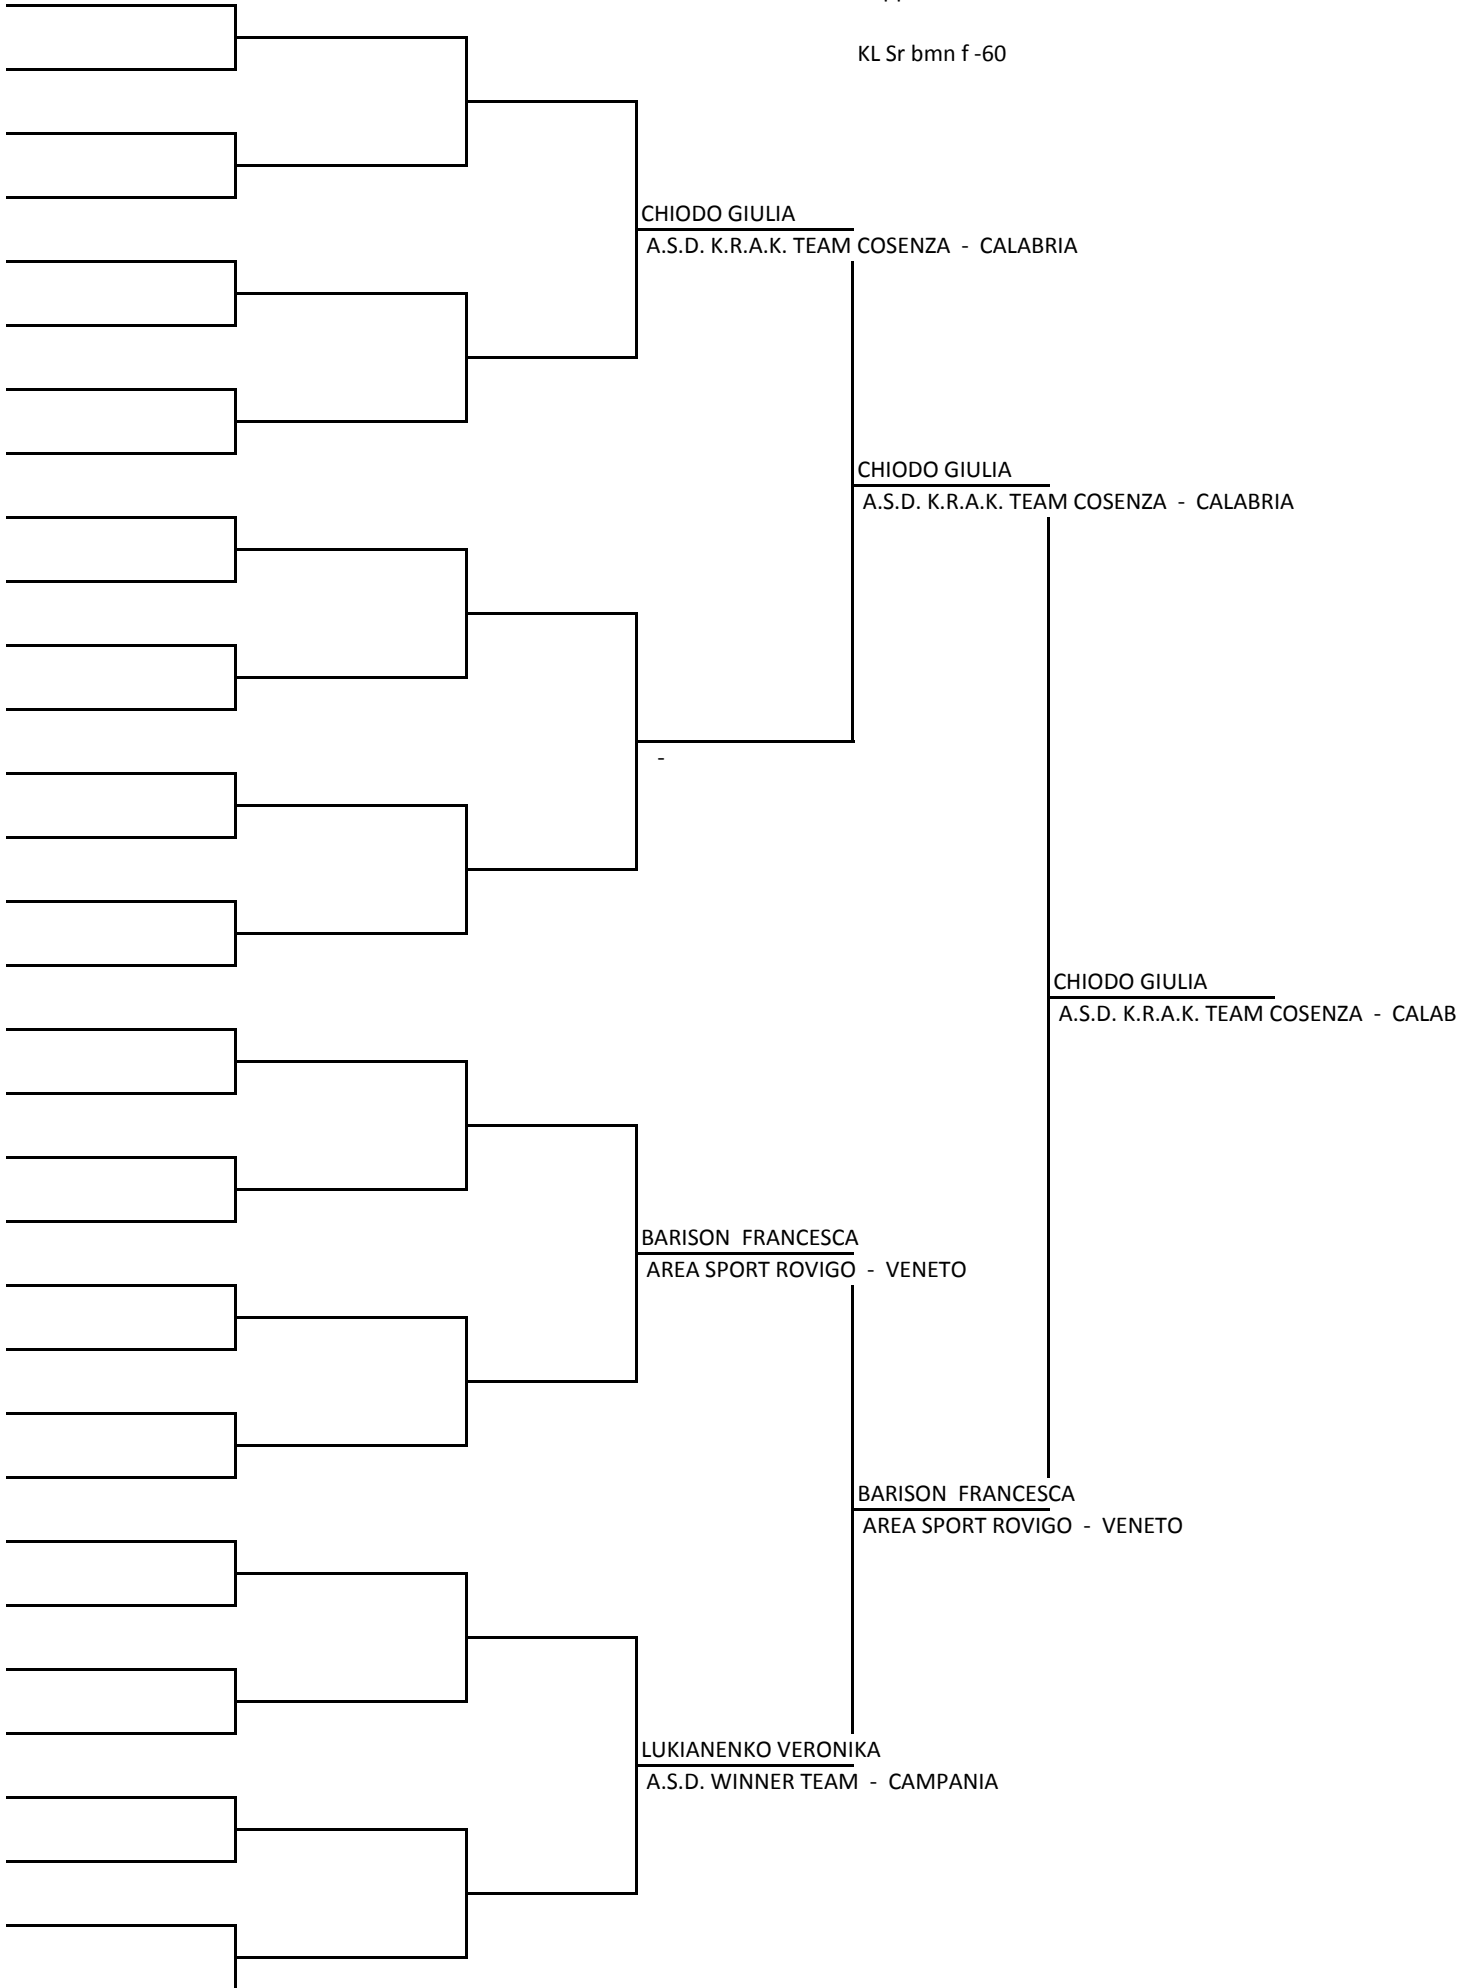 KL Sr bmn f -60
CHIODO GIULIA
A.S.D. K.R.A.K. TEAM COSENZA - CALABRIA
CHIODO GIULIA
A.S.D. K.R.A.K. TEAM COSENZA - CALABRIA
-
CHIODO GIULIA
A.S.D. K.R.A.K. TEAM COSENZA - CALAB
BARISON FRANCESCA
AREA SPORT ROVIGO - VENETO
BARISON FRANCESCA
AREA SPORT ROVIGO - VENETO
LUKIANENKO VERONIKA
A.S.D. WINNER TEAM - CAMPANIA